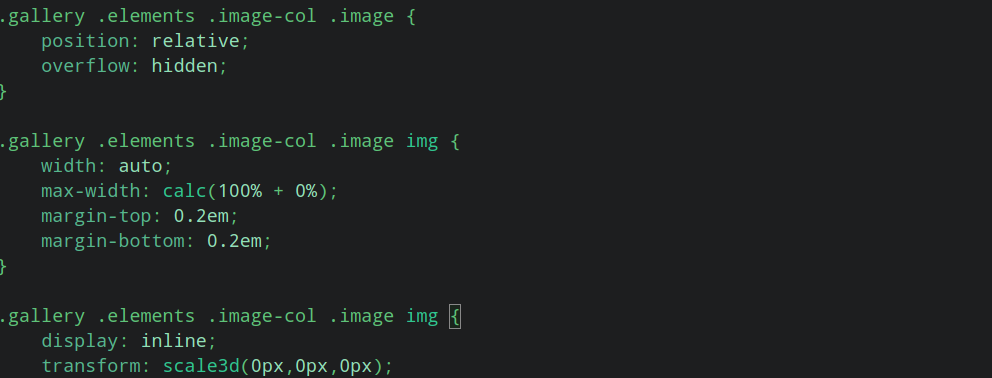 .gallery .elements .image-col .image {
    position: relative;
    overflow: hidden;
}
.gallery .elements .image-col .image img {
    width: auto;
    max-width: calc(100% + 0%);
    margin-top: 0.2em;
    margin-bottom: 0.2em;
}
.gallery .elements .image-col .image img {
    display: inline;
    transform: scale3d(0px,0px,0px);